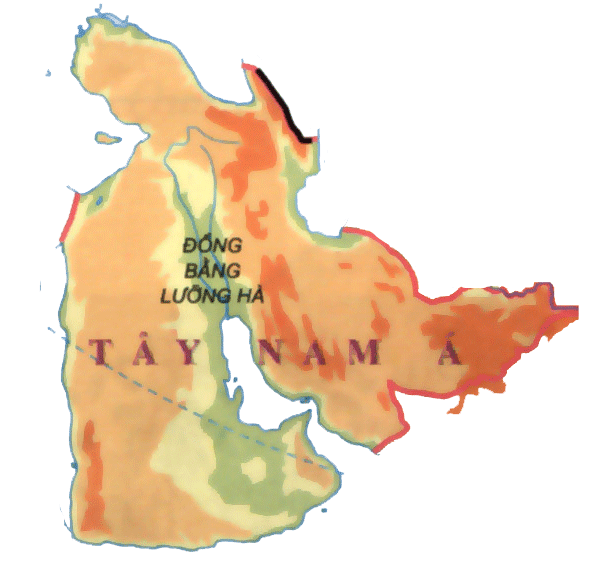 ĐỒNG
BẰNG
LƯỠNG HÀ
TÂY NAM Á